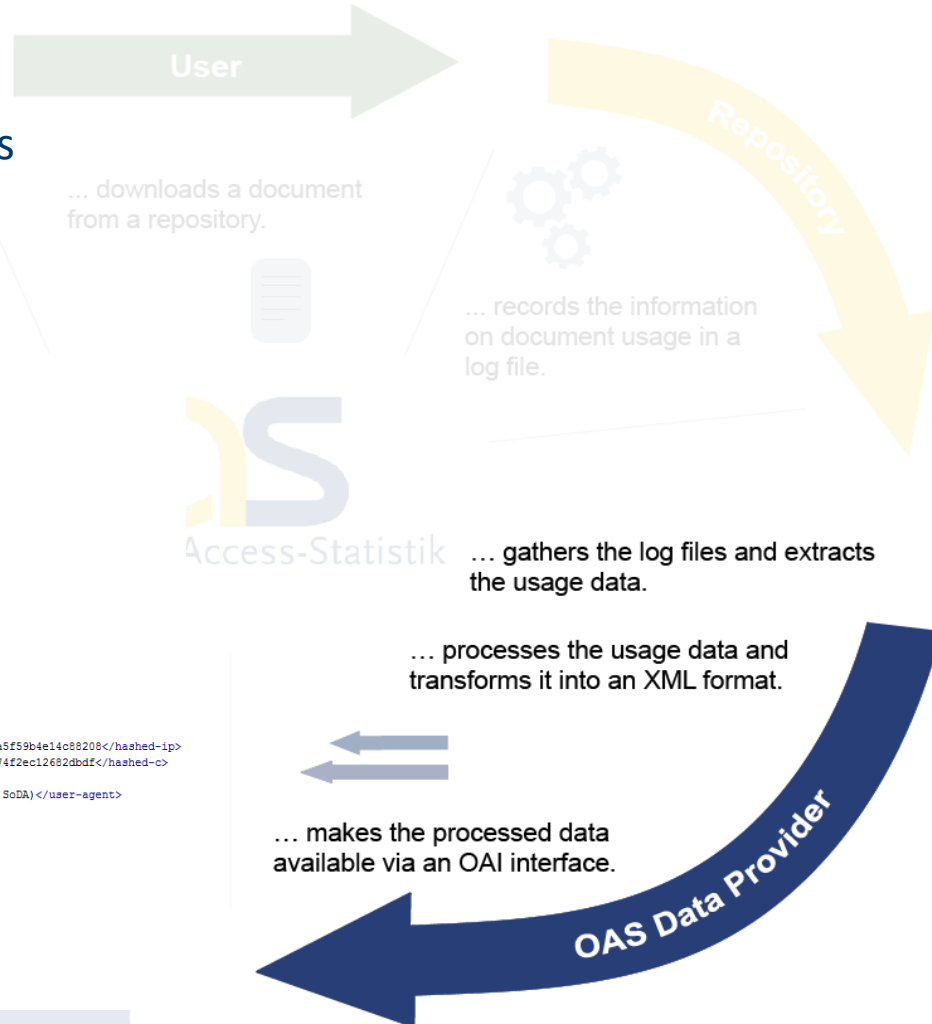 User
Repository
s
... downloads a document
from a repository.
... records the information
on document usage in a
log file.
Access-Statistik
... gathers the log files and extracts
the usage data.
... processes the usage data and
transforms it into an XML format.
a5f59b4e14c88208</hashed-ip>
74f2ec12682dbdf</hashed-c>
SoDA)</user-agent>
... makes the processed data
available via an OAI interface.
OAS Data Provider